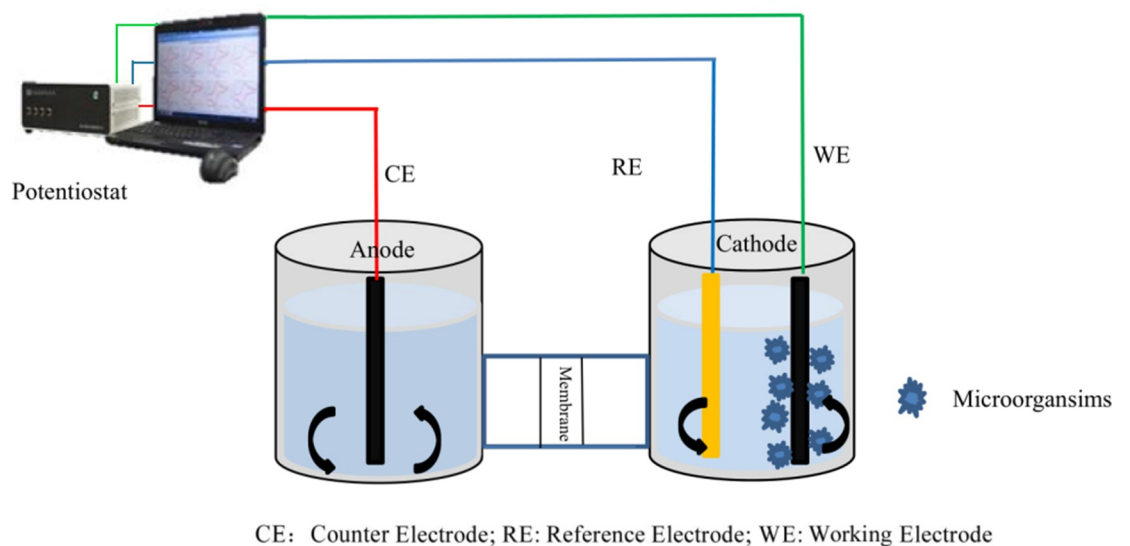 WE
RE
CE
Potentiostat
Anode
Cathode
Membrane
Microorgansims
CE: Counter Electrode; RE: Reference Electrode; WE: Working Electrode